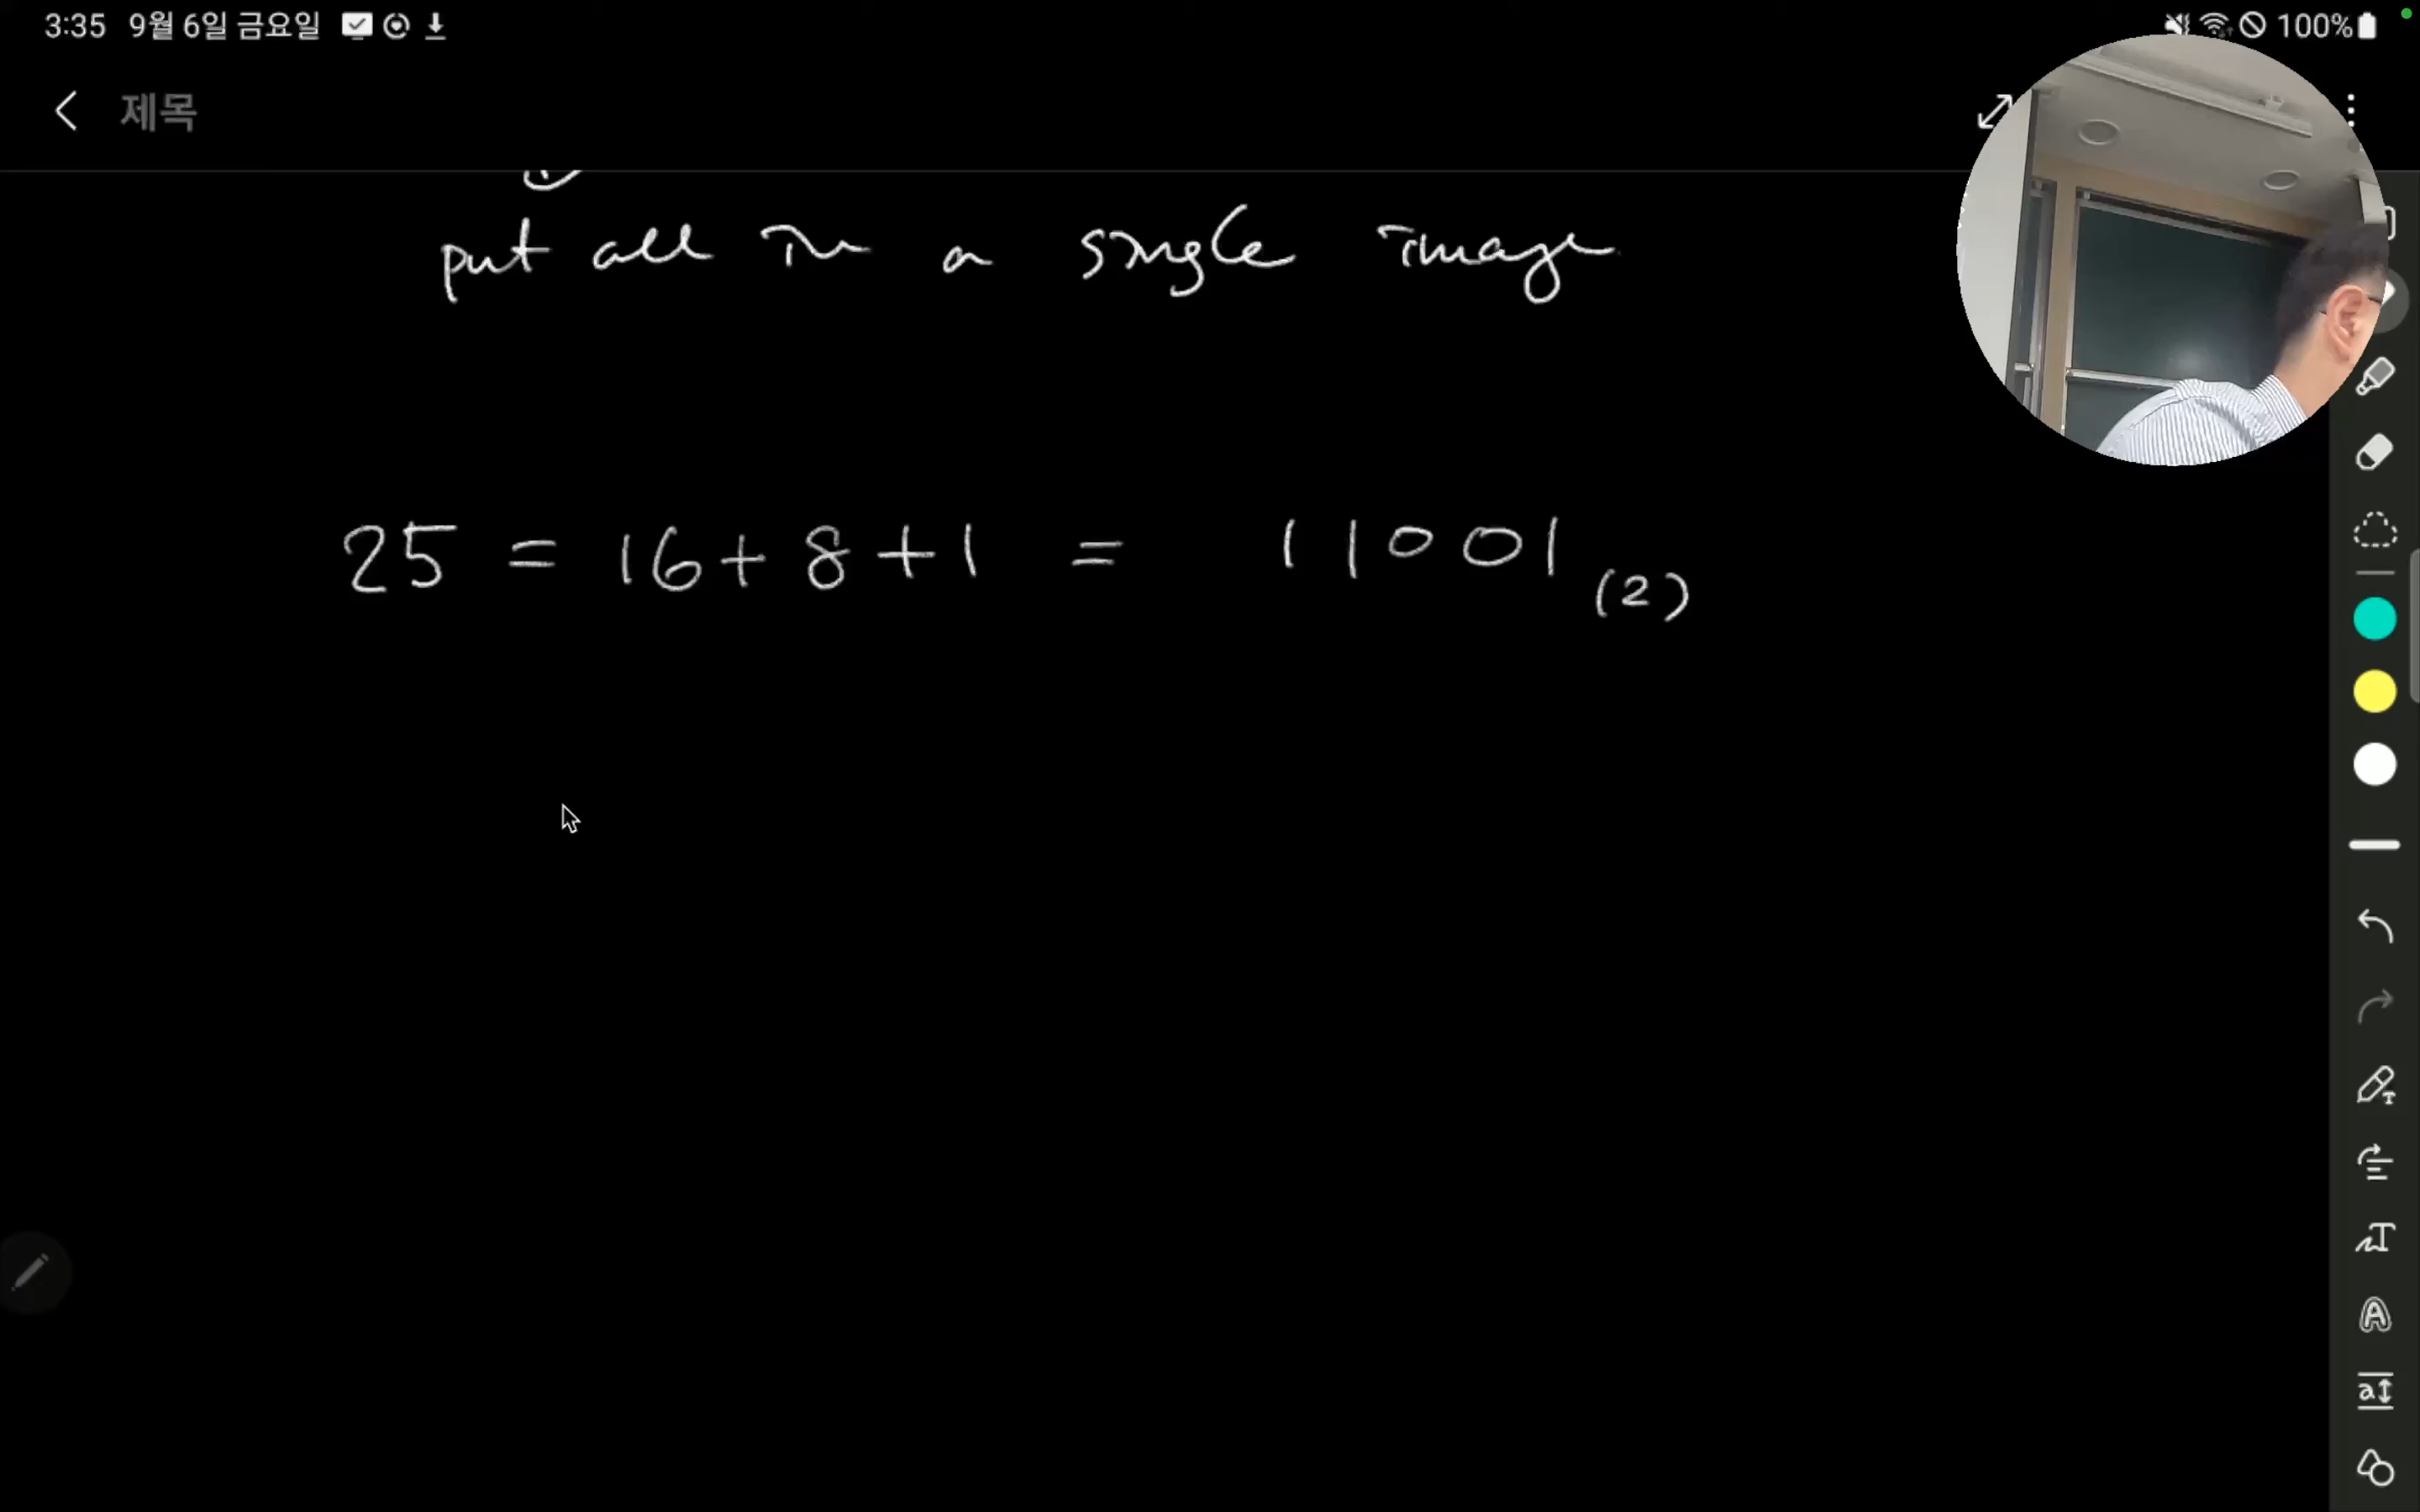 3:35 9월 6일 금요일 100%
제목
put all in a single image
25 = 16 + 8 + 1 = 11001 (2)